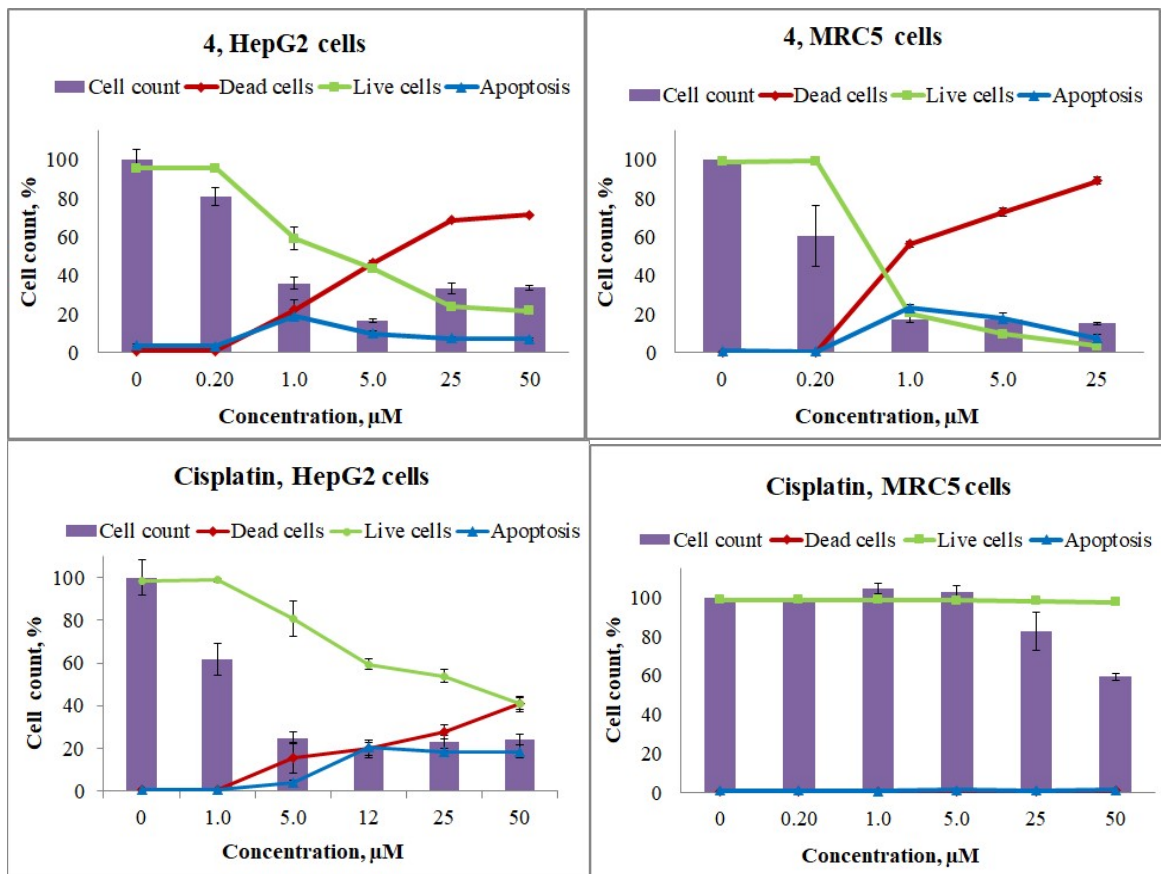 4, HepG2 cells
Cell count Dead cells Live cells Apoptosis
Cell count, %
100
80
60
40
20
0
0 0.20 1.0 5.0 25 50
Concentration, µM
4, MRC5 cells
Cell count Dead cells Live cells Apoptosis
Cell count, %
100
80
60
40
20
0
0 0.20 1.0 5.0 25
Concentration, µM
Cisplatin, HepG2 cells
Cell count Dead cells Live cells Apoptosis
Cell count, %
100
80
60
40
20
0
0 1.0 5.0 12 25 50
Concentration, µM
Cisplatin, MRC5 cells
Cell count Dead cells Live cells Apoptosis
Cell count, %
100
80
60
40
20
0
0 0.20 1.0 5.0 25 50
Concentration, µM